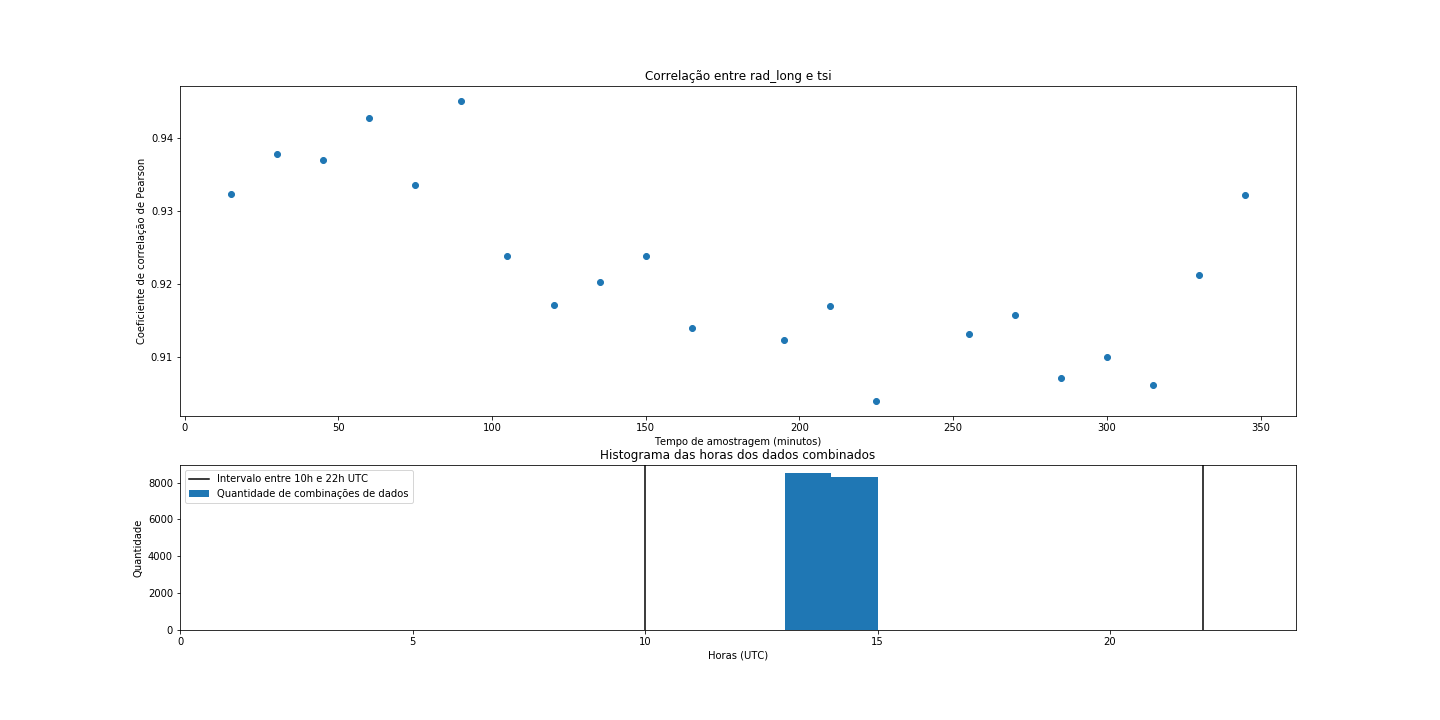 Correlação entre rad_long e tsi
Coeficiente de correlação de Pearson
0.94
0.93
0.92
0.91
0 50 100 150 200 250 300 350
Tempo de amostragem (minutos)
Histograma das horas dos dados combinados
Quantidade
8000
6000
4000
2000
0
Intervalo entre 10h e 22h UTC
Quantidade de combinações de dados
0 5 10 15 20
Horas (UTC)